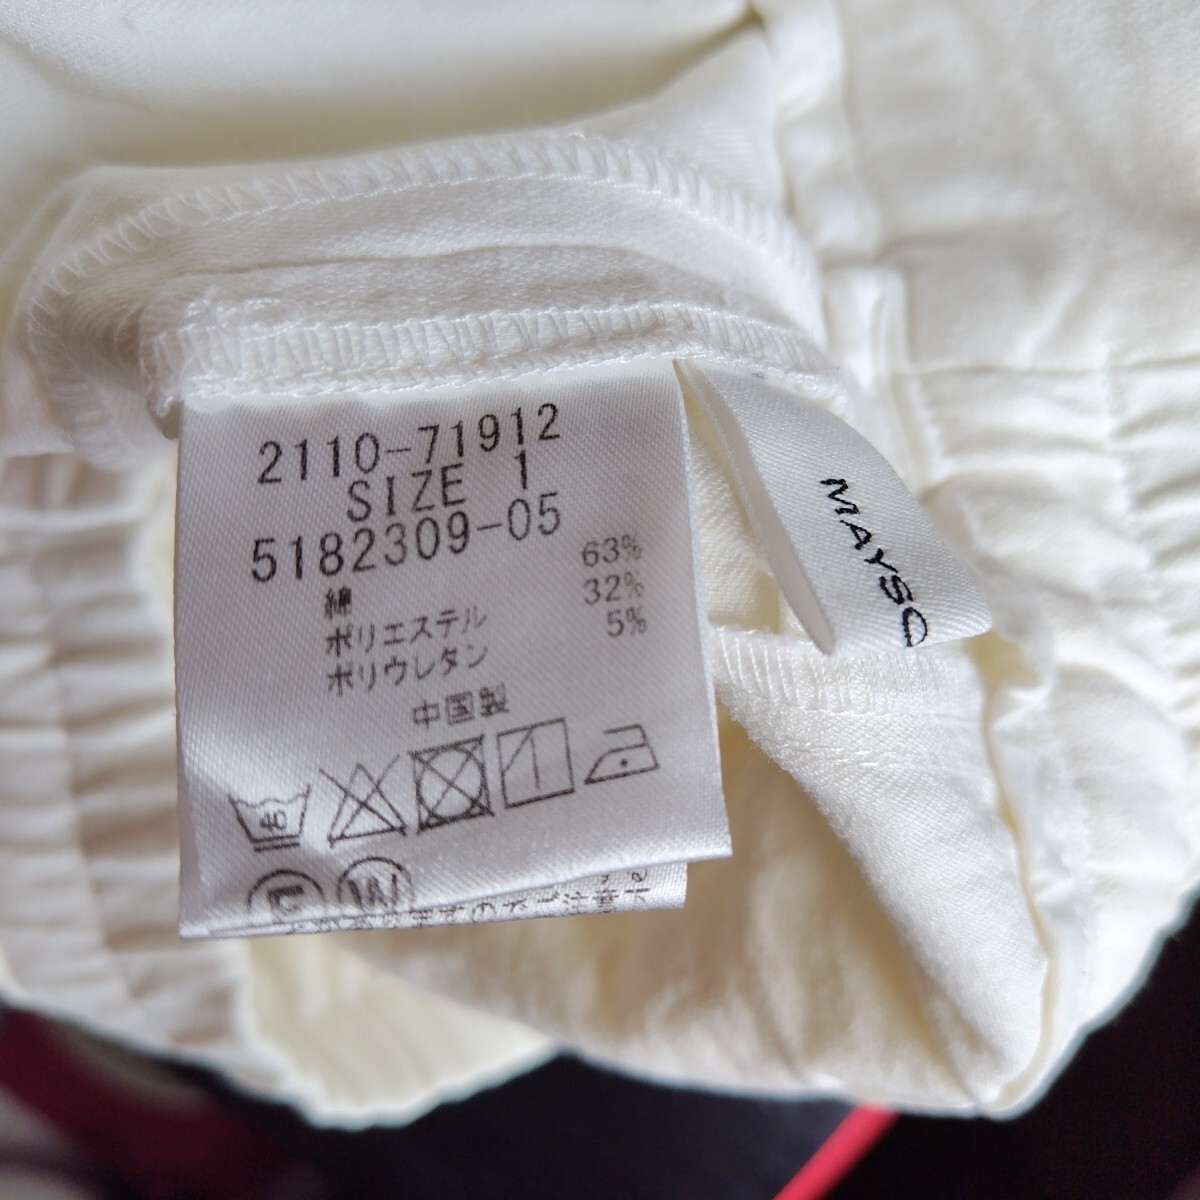 2110-71912
SIZE 1
5182309-05
綿 63%
ポリエステル 32%
ポリウレタン 5%
中国製
40
P
W
MAYSO